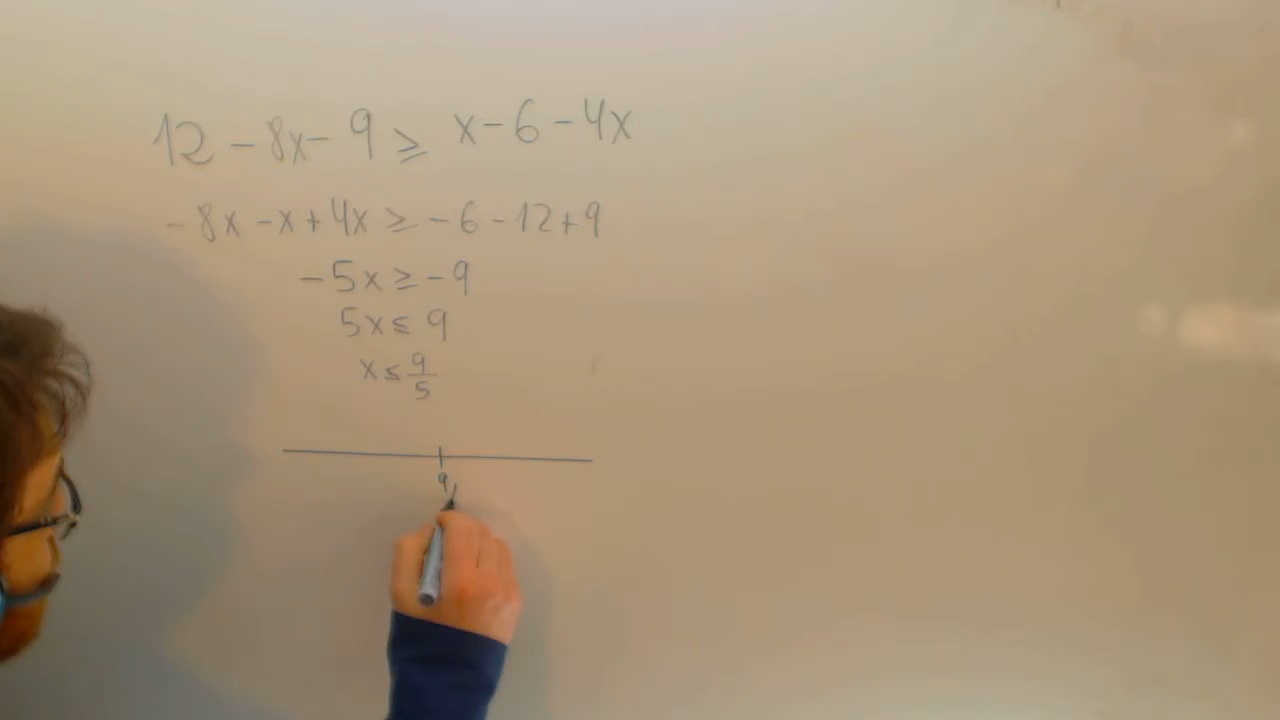 12 - 8x - 9 ≥ x - 6 - 4x
- 8x - x + 4x ≥ - 6 - 12 + 9
- 5x ≥ - 9
5x ≤ 9
x ≤ 9/5
9/